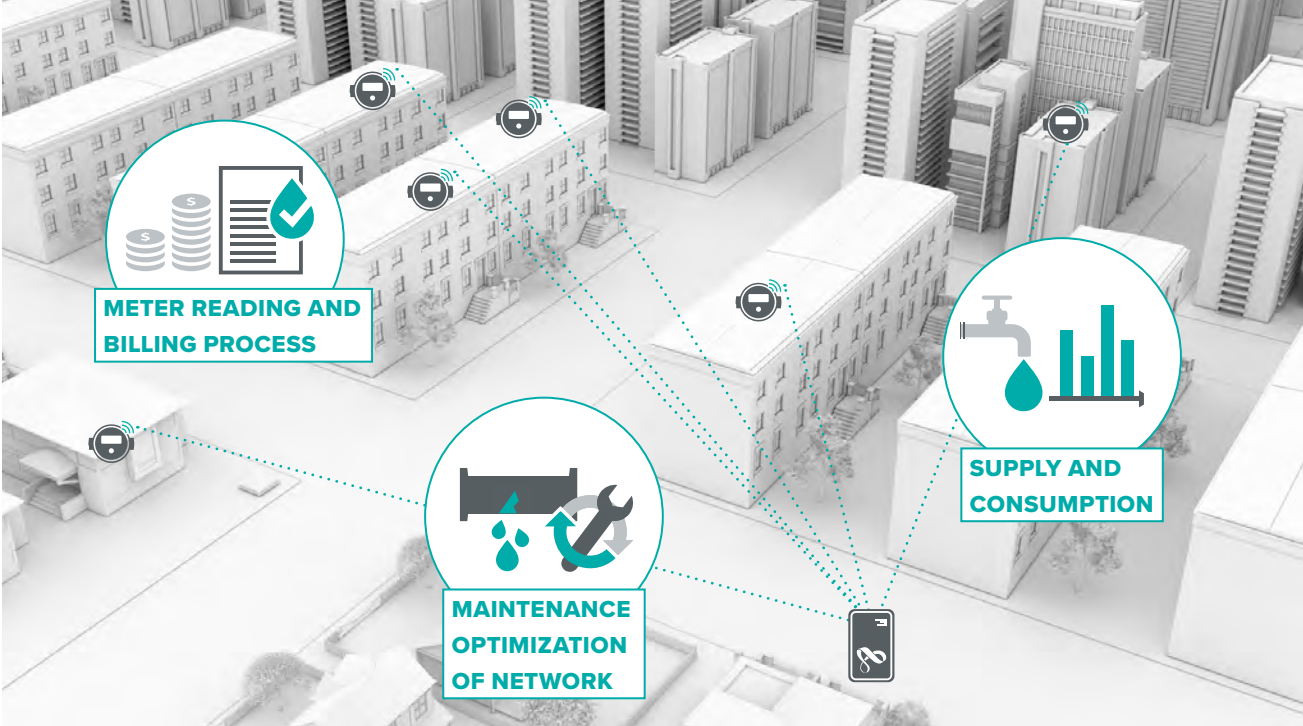 S
S
METER READING AND
BILLING PROCESS
SUPPLY AND
CONSUMPTION
MAINTENANCE
OPTIMIZATION
OF NETWORK